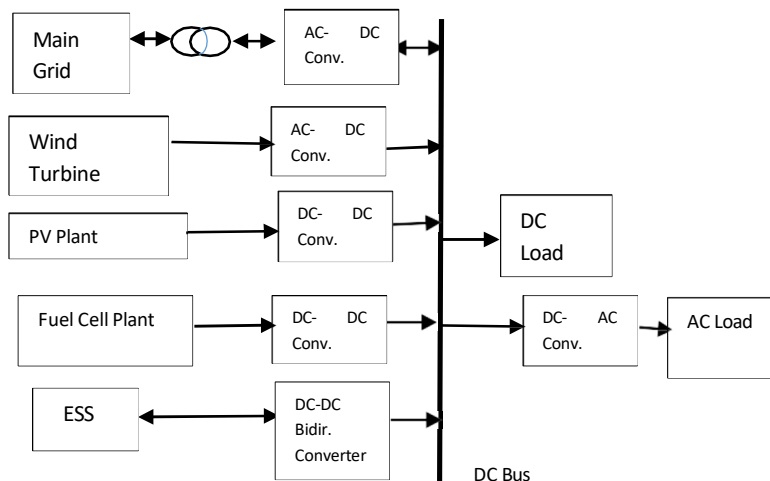 Main
Grid
AC- DC
Conv.
Wind
Turbine
AC- DC
Conv.
PV Plant
DC- DC
Conv.
DC
Load
Fuel Cell Plant
DC- DC
Conv.
DC- AC
Conv.
AC Load
ESS
DC-DC
Bidir.
Converter
DC Bus